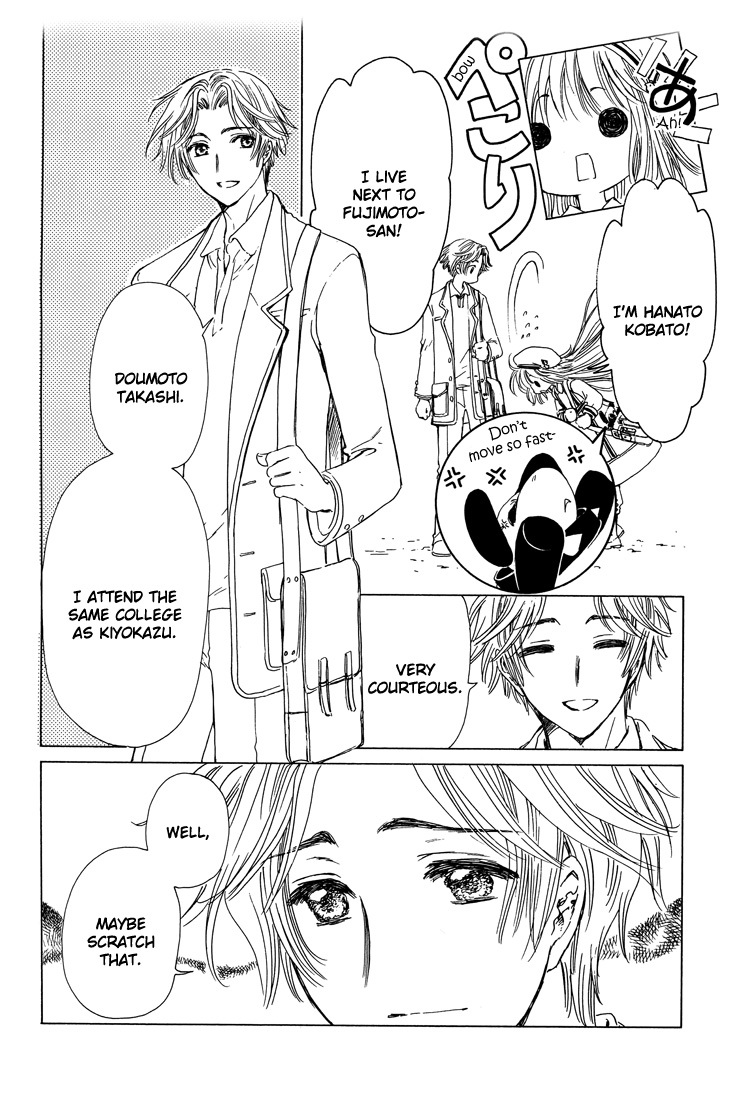 あ
Ah!
ぺこり
bow
I'M HANATO
KOBATO!
I LIVE
NEXT TO
FUJIMOTO-
SAN!
Don't
move so fast-
DOUMOTO
TAKASHI.
I ATTEND THE
SAME COLLEGE
AS KIYOKAZU.
VERY
COURTEOUS.
WELL,
MAYBE
SCRATCH
THAT.